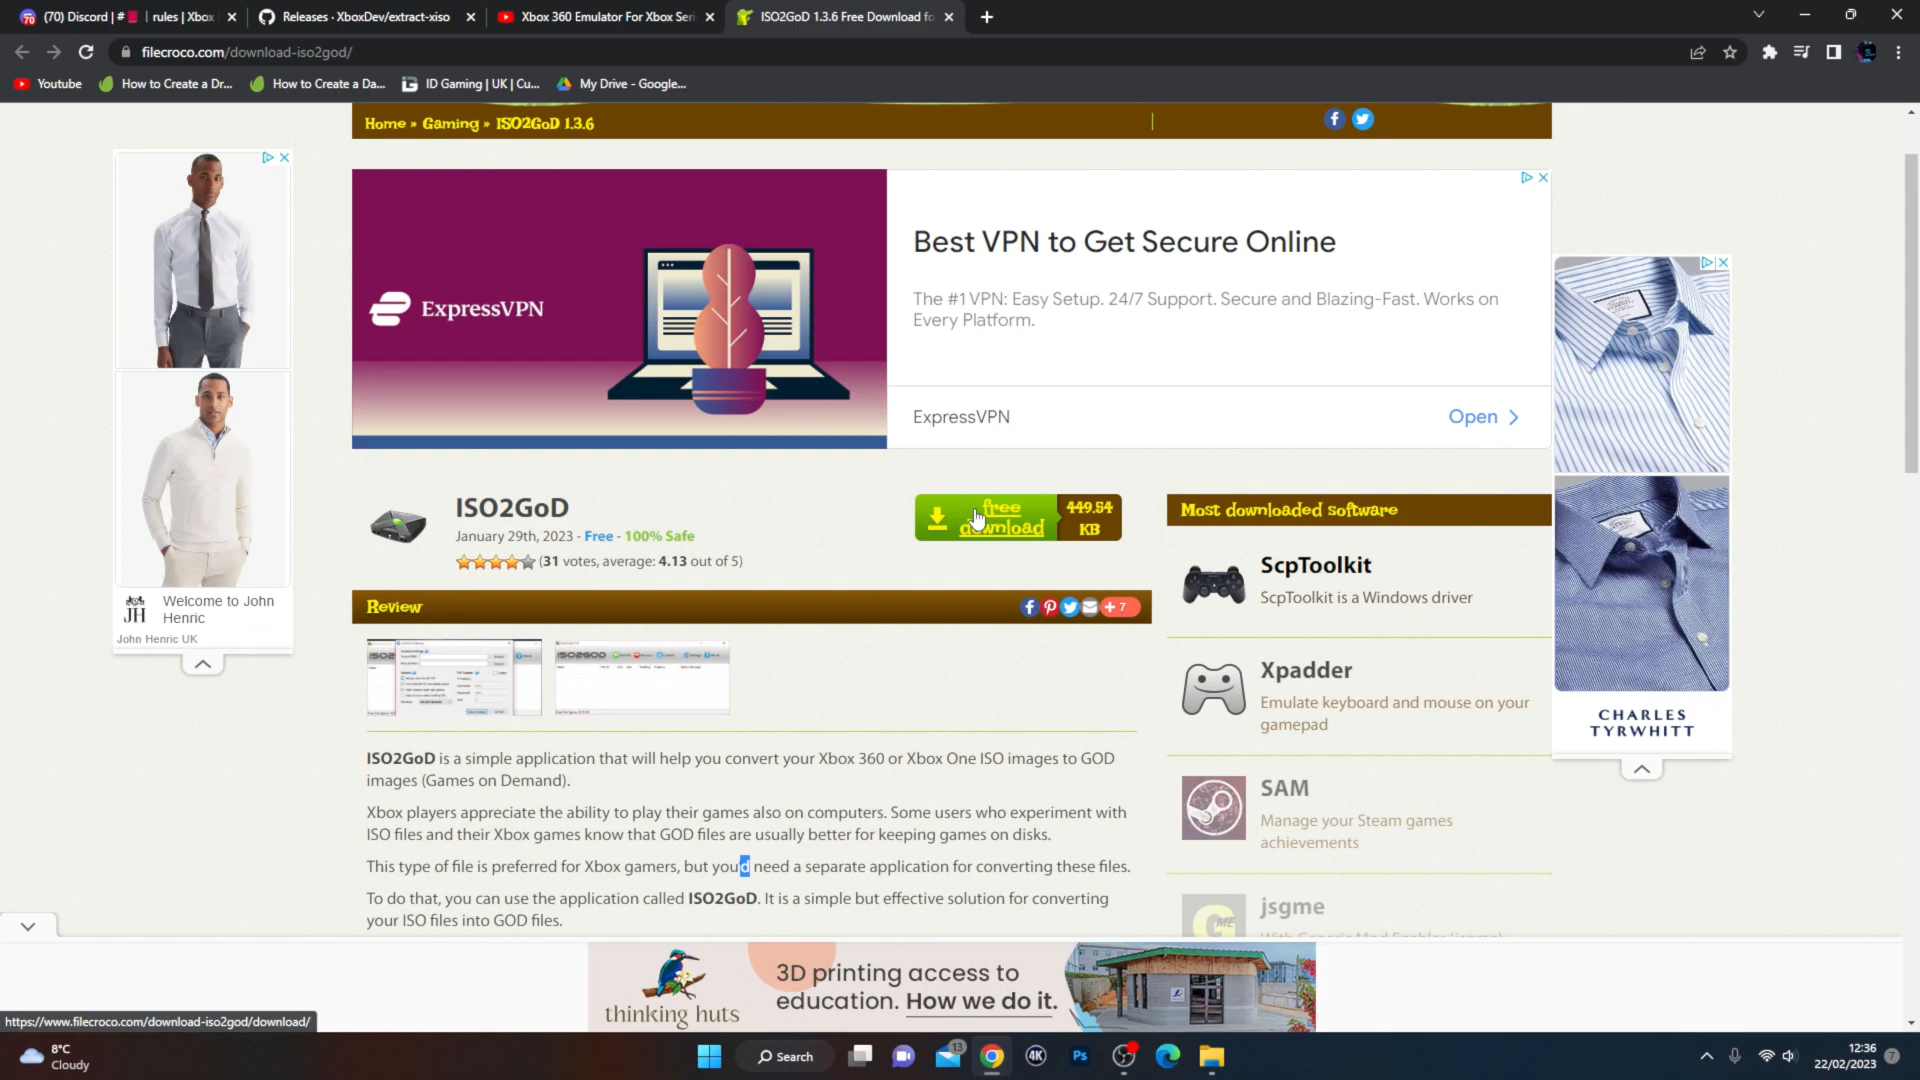 (70) Discord | # | rules | Xbox
Releases · XboxDev/extract-xiso
Xbox 360 Emulator For Xbox Seri
ISO2GoD 1.3.6 Free Download fo
filecroco.com/download-iso2god/
Youtube
How to Create a Dr...
How to Create a Da...
ID Gaming | UK | Cu...
My Drive - Google...
Home » Gaming » ISO2GoD 1.3.6
ExpressVPN
Best VPN to Get Secure Online
The #1 VPN: Easy Setup. 24/7 Support. Secure and Blazing-Fast. Works on
Every Platform.
ExpressVPN
Open
JH
Welcome to John
Henric
John Henric UK
ISO2GoD
January 29th, 2023 - Free - 100% Safe
(31 votes, average: 4.13 out of 5)
free
download
449.54
KB
Review
7
ISO2GOD
ISO2GoD is a simple application that will help you convert your Xbox 360 or Xbox One ISO images to GOD
images (Games on Demand).
Xbox players appreciate the ability to play their games also on computers. Some users who experiment with
ISO files and their Xbox games know that GOD files are usually better for keeping games on disks.
This type of file is preferred for Xbox gamers, but you'd need a separate application for converting these files.
To do that, you can use the application called ISO2GoD. It is a simple but effective solution for converting
your ISO files into GOD files.
Most downloaded software
ScpToolkit
ScpToolkit is a Windows driver
Xpadder
Emulate keyboard and mouse on your
gamepad
SAM
Manage your Steam games
achievements
jsgme
With Generic Mod Enabler (jsgme)
CHARLES
TYRWHITT
thinking huts
3D printing access to
education. How we do it.
https://www.filecroco.com/download-iso2god/download/
8°C
Cloudy
Search
13
4K
Ps
12:36
22/02/2023
7